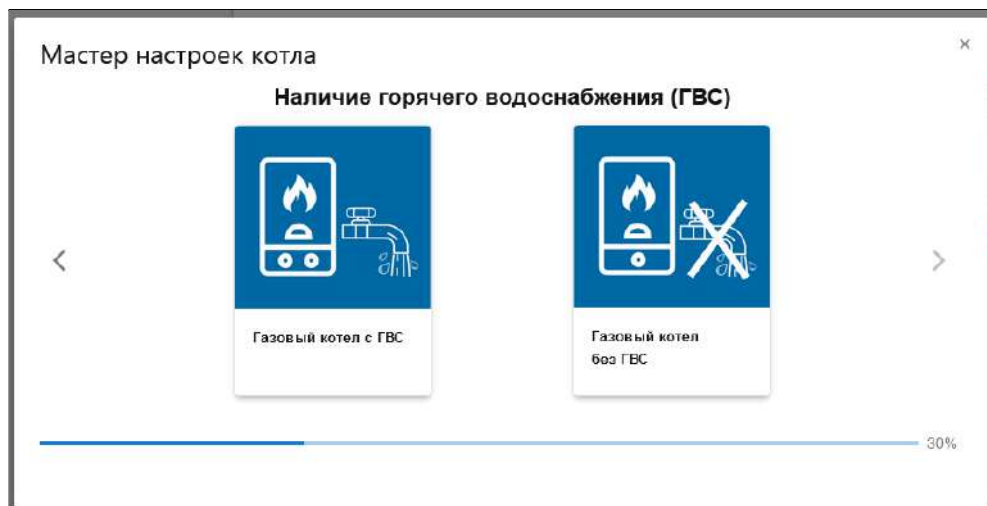 Мастер настроек котла
Наличие горячего водоснабжения (ГВС)
Газовый котел с ГВС
Газовый котел
без ГВС
30%